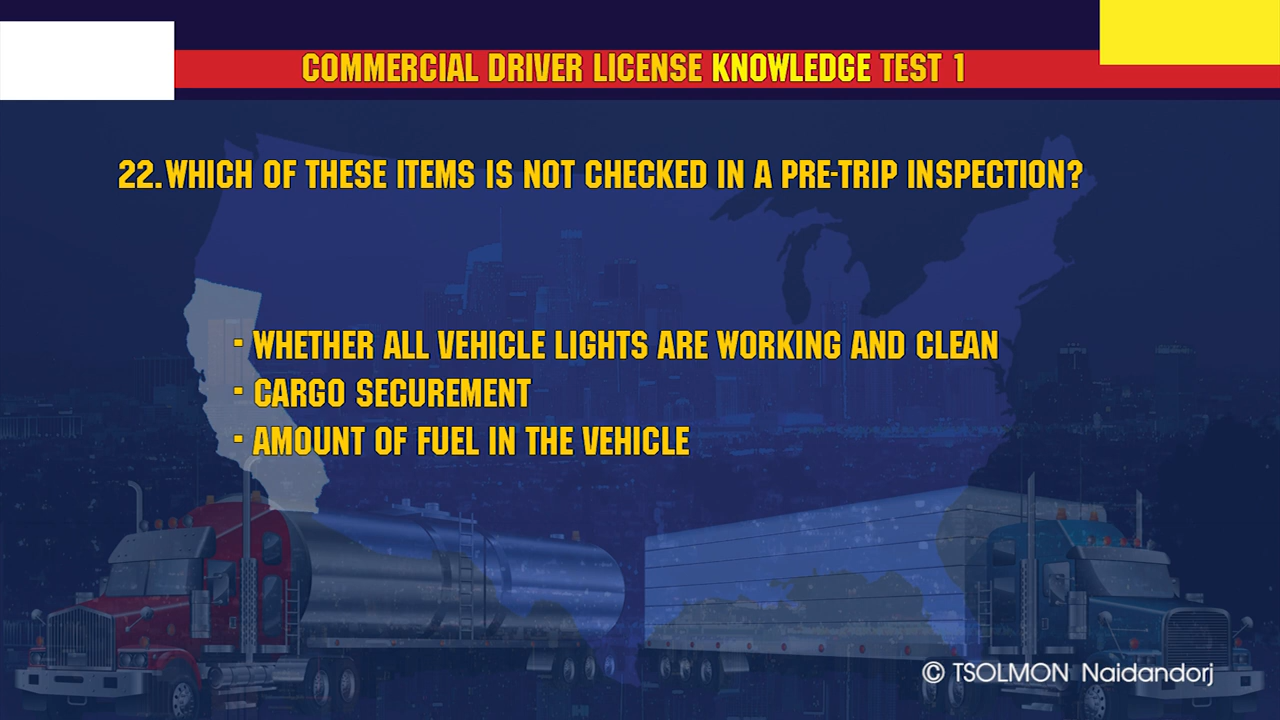 COMMERCIAL DRIVER LICENSE KNOWLEDGE TEST 1
22. WHICH OF THESE ITEMS IS NOT CHECKED IN A PRE-TRIP INSPECTION?
▪ WHETHER ALL VEHICLE LIGHTS ARE WORKING AND CLEAN
▪ CARGO SECUREMENT
▪ AMOUNT OF FUEL IN THE VEHICLE
© TSOLMON Naidandorj